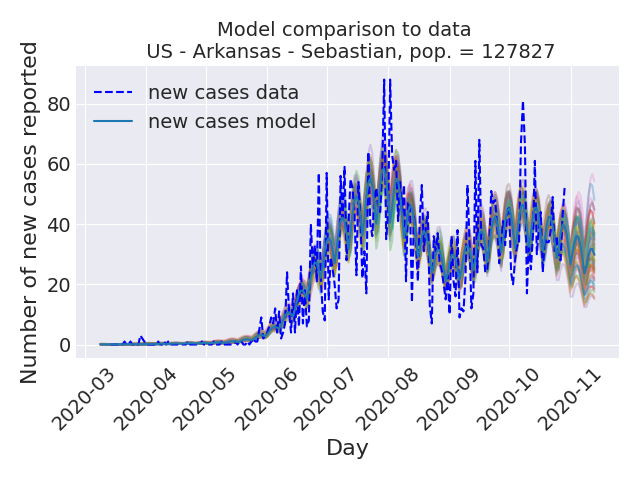 Model comparison to data
US - Arkansas - Sebastian, pop. = 127827
Number of new cases reported
80
60
40
20
0
new cases data
new cases model
2020-03
2020-04
2020-05
2020-06
2020-07
2020-08
2020-09
2020-10
2020-11
Day